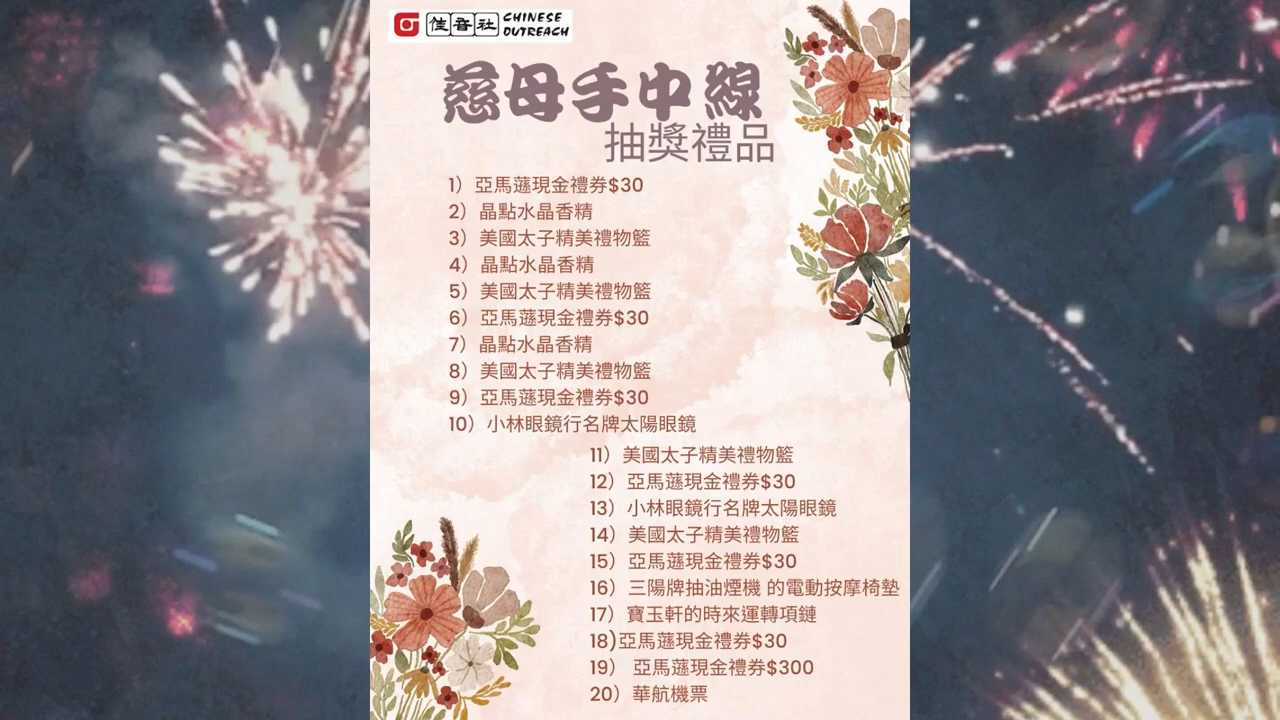 佳音社 CHINESE OUTREACH
慈母手中線
抽獎禮品
1）亞馬遜現金禮券$30
2）晶點水晶香精
3）美國太子精美禮物籃
4）晶點水晶香精
5）美國太子精美禮物籃
6）亞馬遜現金禮券$30
7）晶點水晶香精
8）美國太子精美禮物籃
9）亞馬遜現金禮券$30
10）小林眼鏡行名牌太陽眼鏡
11）美國太子精美禮物籃
12）亞馬遜現金禮券$30
13）小林眼鏡行名牌太陽眼鏡
14）美國太子精美禮物籃
15）亞馬遜現金禮券$30
16）三陽牌抽油煙機 的電動按摩椅墊
17）寶玉軒的時來運轉項鏈
18)亞馬遜現金禮券$30
19） 亞馬遜現金禮券$300
20）華航機票